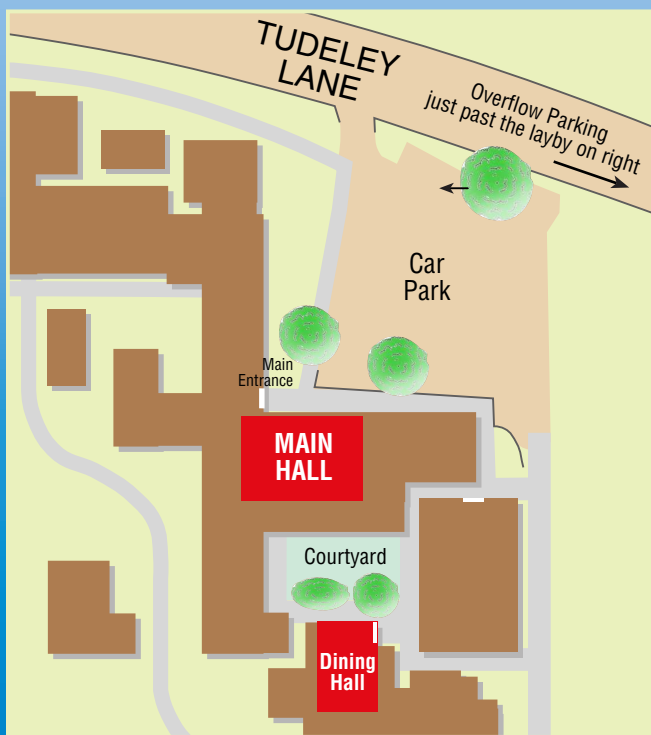 TUDELEY
LANE
Overflow Parking
just past the layby on right
Car
Park
Main
Entrance
MAIN
HALL
Courtyard
Dining
Hall